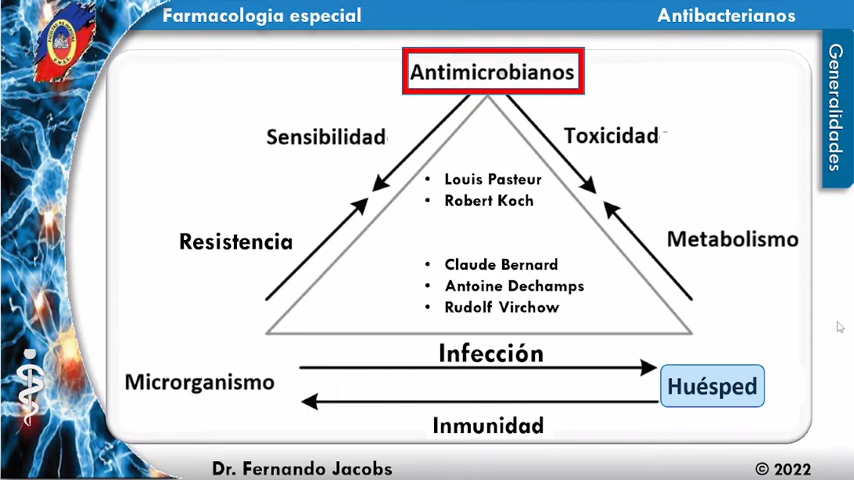 Farmacologia especial
Antibacterianos
Generalidades
Antimicrobianos
Sensibilidad
Toxicidad
• Louis Pasteur
• Robert Koch
Resistencia
Metabolismo
• Claude Bernard
• Antoine Dechamps
• Rudolf Virchow
Infección
Microrganismo
Huésped
Inmunidad
Dr. Fernando Jacobs
© 2022